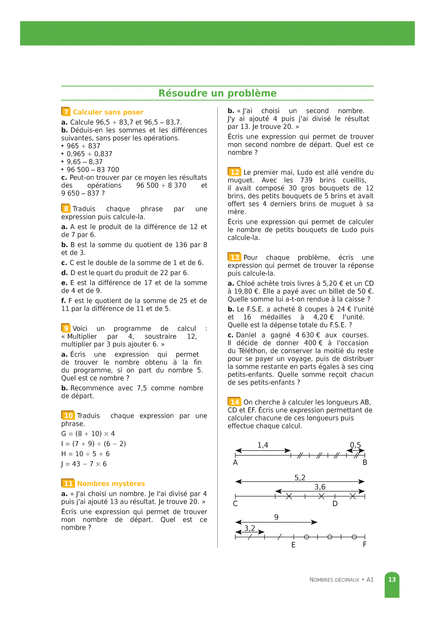 Résoudre un problème
7 Calculer sans poser
a. Calcule 96,5 + 83,7 et 96,5 – 83,7.
b. Déduis-en les sommes et les différences
suivantes, sans poser les opérations.
• 965 + 837
• 0,965 + 0,837
• 9,65 – 8,37
• 96 500 – 83 700
c. Peut-on trouver par ce moyen les résultats
des opérations 96 500 + 8 370 et
9 650 – 837 ?
8 Traduis chaque phrase par une
expression puis calcule-la.
a. A est le produit de la différence de 12 et
de 7 par 6.
b. B est la somme du quotient de 136 par 8
et de 3.
c. C est le double de la somme de 1 et de 6.
d. D est le quart du produit de 22 par 6.
e. E est la différence de 17 et de la somme
de 4 et de 9.
f. F est le quotient de la somme de 25 et de
11 par la différence de 11 et de 5.
9 Voici un programme de calcul :
« Multiplier par 4, soustraire 12,
multiplier par 3 puis ajouter 6. »
a. Écris une expression qui permet
de trouver le nombre obtenu à la fin
du programme, si on part du nombre 5.
Quel est ce nombre ?
b. Recommence avec 7,5 comme nombre
de départ.
10 Traduis chaque expression par une
phrase.
G = (8 + 10) × 4
I = (7 + 9) ÷ (6 – 2)
H = 10 ÷ 5 + 6
J = 43 – 7 × 6
11 Nombres mystères
a. « J'ai choisi un nombre. Je l'ai divisé par 4
puis j'ai ajouté 13 au résultat. Je trouve 20. »
Écris une expression qui permet de trouver
mon nombre de départ. Quel est ce
nombre ?
b. « J'ai choisi un second nombre.
J'y ai ajouté 4 puis j'ai divisé le résultat
par 13. Je trouve 20. »
Écris une expression qui permet de trouver
mon second nombre de départ. Quel est ce
nombre ?
12 Le premier mai, Ludo est allé vendre du
muguet. Avec les 739 brins cueillis,
il avait composé 30 gros bouquets de 12
brins, des petits bouquets de 5 brins et avait
offert ses 4 derniers brins de muguet à sa
mère.
Écris une expression qui permet de calculer
le nombre de petits bouquets de Ludo puis
calcule-la.
13 Pour chaque problème, écris une
expression qui permet de trouver la réponse
puis calcule-la.
a. Chloé achète trois livres à 5,20 € et un CD
à 19,80 €. Elle a payé avec un billet de 50 €.
Quelle somme lui a-t-on rendue à la caisse ?
b. Le F.S.E. a acheté 8 coupes à 24 € l'unité
et 16 médailles à 4,20 € l'unité.
Quelle est la dépense totale du F.S.E. ?
c. Daniel a gagné 4 630 € aux courses.
Il décide de donner 400 € à l'occasion
du Téléthon, de conserver la moitié du reste
pour se payer un voyage, puis de distribuer
la somme restante en parts égales à ses cinq
petits-enfants. Quelle somme reçoit chacun
de ses petits-enfants ?
14 On cherche à calculer les longueurs AB,
CD et EF. Écris une expression permettant de
calculer chacune de ces longueurs puis
effectue chaque calcul.
1,4 0,5
A B
5,2
3,6
C D
9
3,2
E F
NOMBRES DÉCIMAUX • A1 13